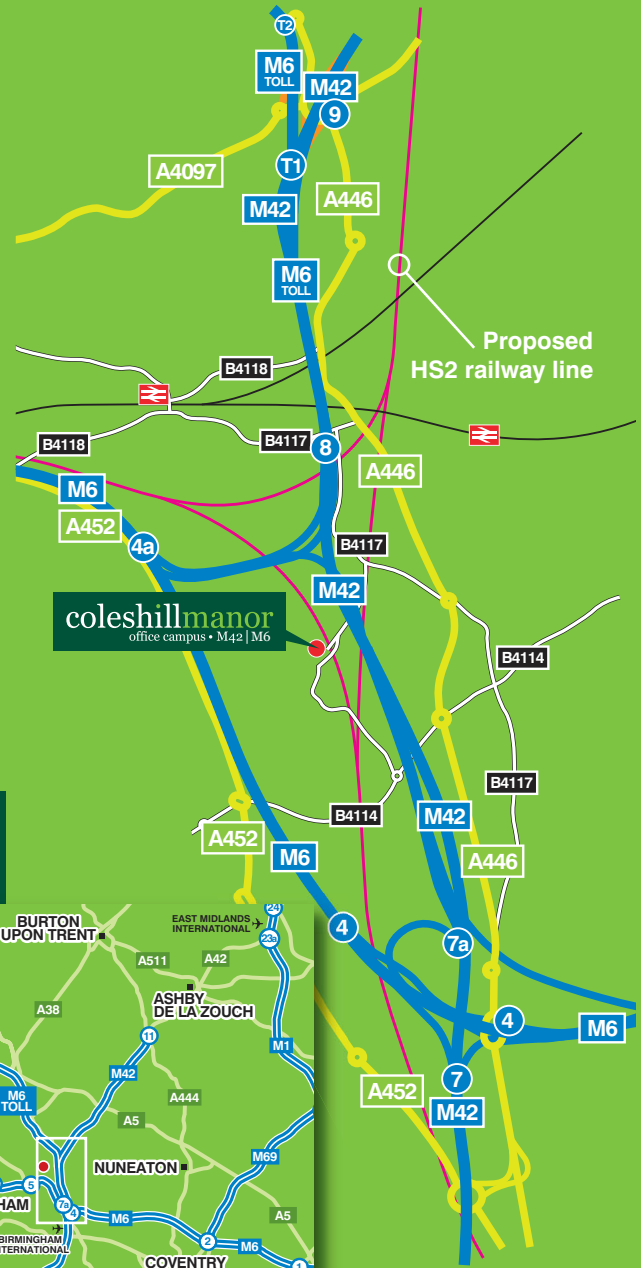 T2
M6
TOLL
M42
9
T1
A4097
M42
A446
M6
TOLL
Proposed
HS2 railway line
B4118
B4118
B4117
8
M6
A446
A452
4a
B4117
M42
coleshillmanor
office campus • M42 | M6
B4114
B4117
B4114
M42
A452
M6
A446
4
7a
4
M6
7
A452
M42
BURTON
UPON TRENT
EAST MIDLANDS
INTERNATIONAL
24
23a
A511
A42
ASHBY
DE LA ZOUCH
A38
11
M1
M42
M6
TOLL
A444
A5
M69
NUNEATON
5
HAM
7a
4
M6
A5
BIRMINGHAM
INTERNATIONAL
2
M6
COVENTRY
1